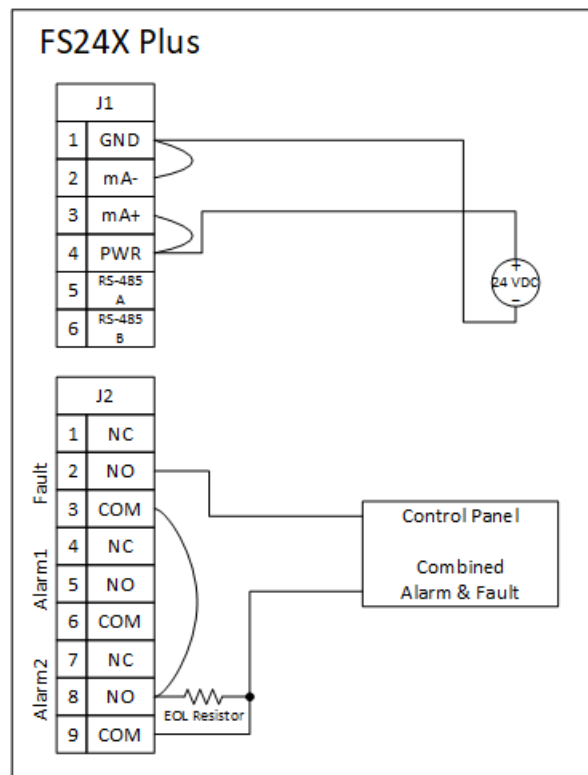 FS24X Plus
J1
1 GND
2 mA-
3 mA+
4 PWR
5 RS-485
A
6 RS-485
B
+
24 VDC
−
J2
Fault
1 NC
2 NO
3 COM
Alarm1
4 NC
5 NO
6 COM
Alarm2
7 NC
8 NO
9 COM
EOL Resistor
Control Panel
Combined
Alarm & Fault